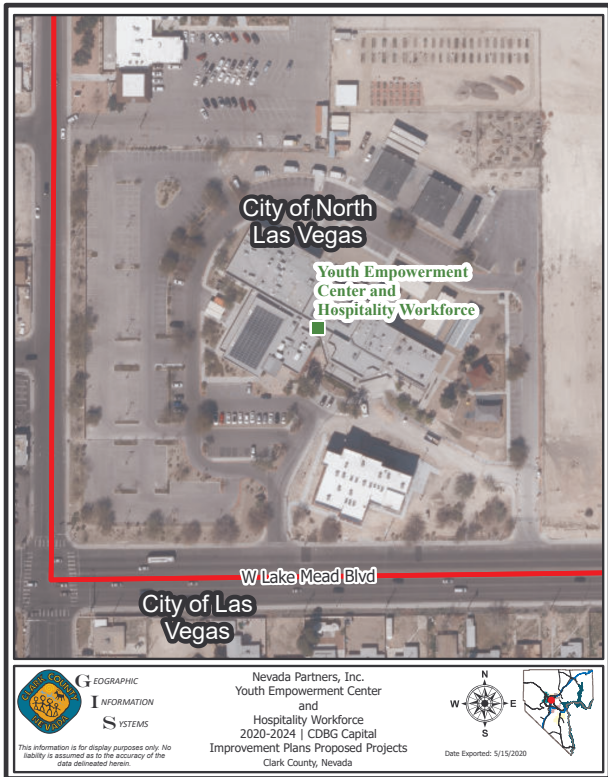 City of North
Las Vegas
Youth Empowerment
Center and
Hospitality Workforce
W Lake Mead Blvd
City of Las
Vegas
CLARK COUNTY
NEVADA
GEOGRAPHIC
INFORMATION
SYSTEMS
This information is for display purposes only. No
liability is assumed as to the accuracy of the
data delineated herein.
Nevada Partners, Inc.
Youth Empowerment Center
and
Hospitality Workforce
2020-2024 | CDBG Capital
Improvement Plans Proposed Projects
Clark County, Nevada
N
W
E
S
Date Exported: 5/15/2020